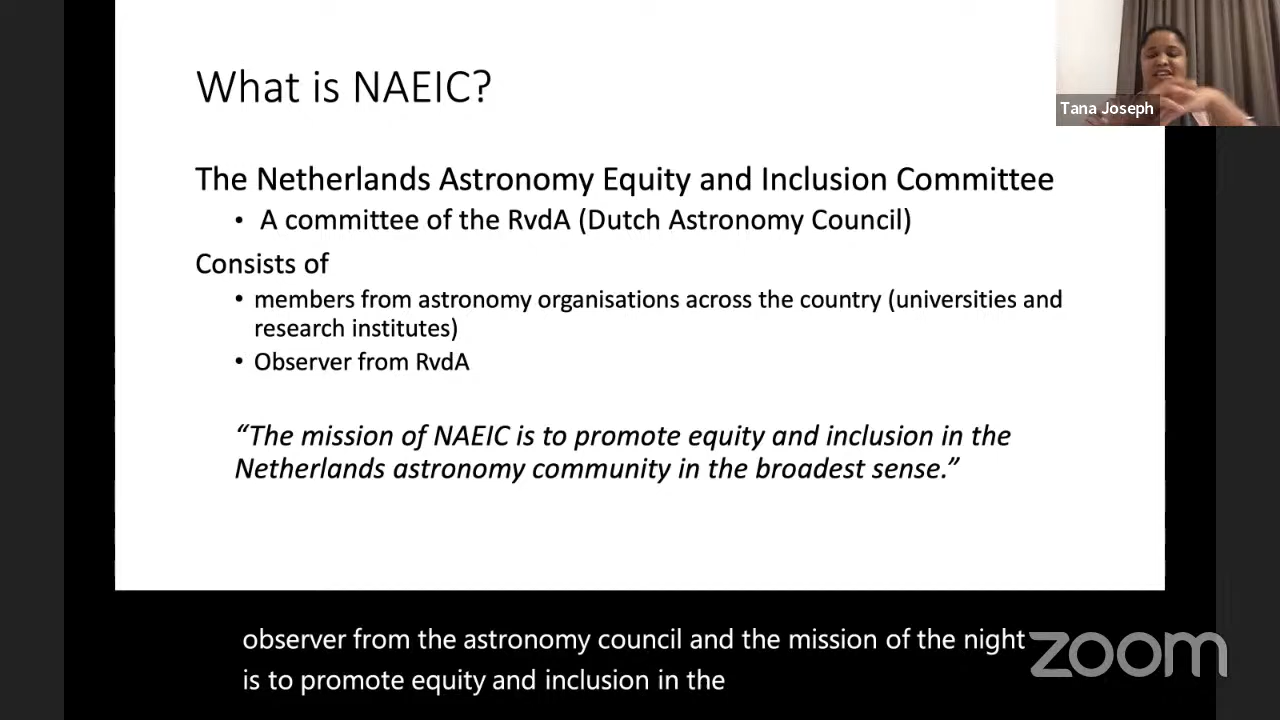 What is NAEIC?
Tana Joseph
The Netherlands Astronomy Equity and Inclusion Committee
• A committee of the RvdA (Dutch Astronomy Council)
Consists of
• members from astronomy organisations across the country (universities and
research institutes)
• Observer from RvdA
“The mission of NAEIC is to promote equity and inclusion in the
Netherlands astronomy community in the broadest sense.”
observer from the astronomy council and the mission of the night
is to promote equity and inclusion in the
zoom